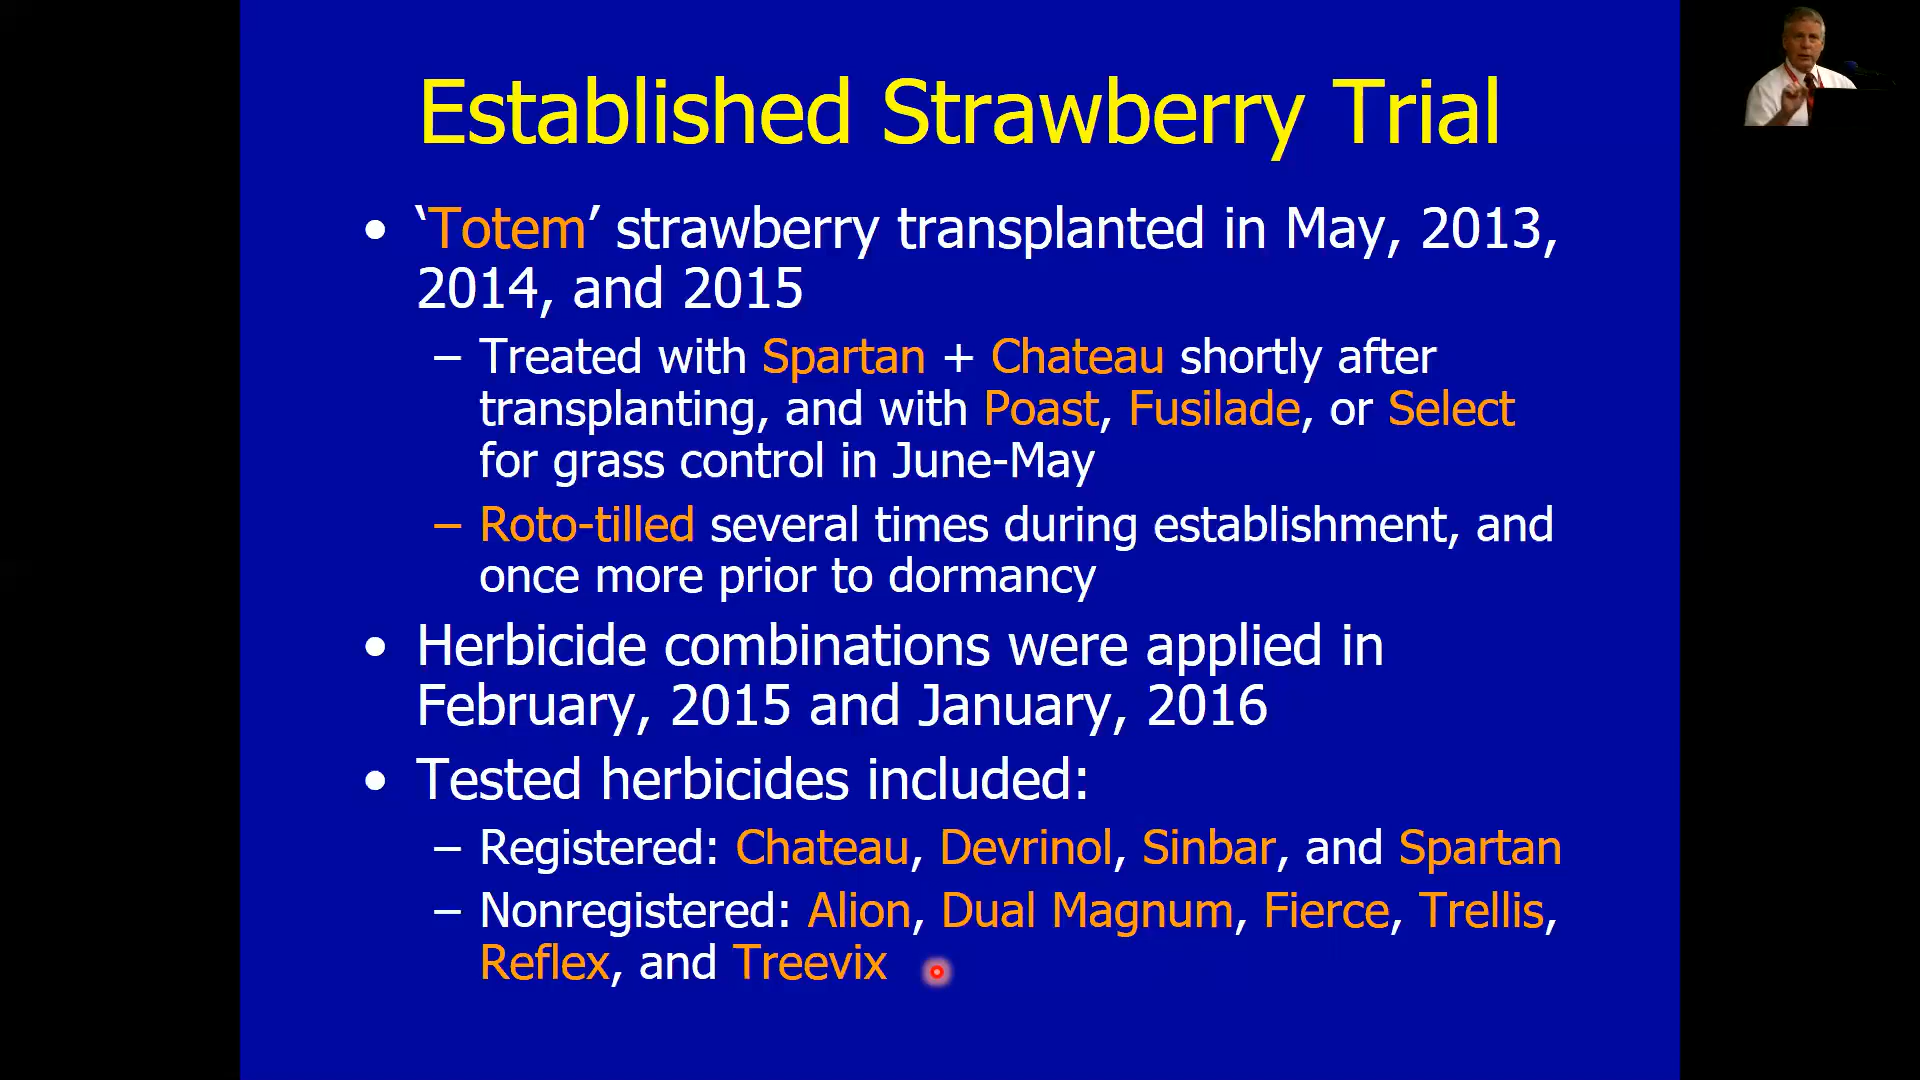 Established Strawberry Trial
• ‘Totem’ strawberry transplanted in May, 2013,
2014, and 2015
– Treated with Spartan + Chateau shortly after
transplanting, and with Poast, Fusilade, or Select
for grass control in June-May
– Roto-tilled several times during establishment, and
once more prior to dormancy
• Herbicide combinations were applied in
February, 2015 and January, 2016
• Tested herbicides included:
– Registered: Chateau, Devrinol, Sinbar, and Spartan
– Nonregistered: Alion, Dual Magnum, Fierce, Trellis,
Reflex, and Treevix